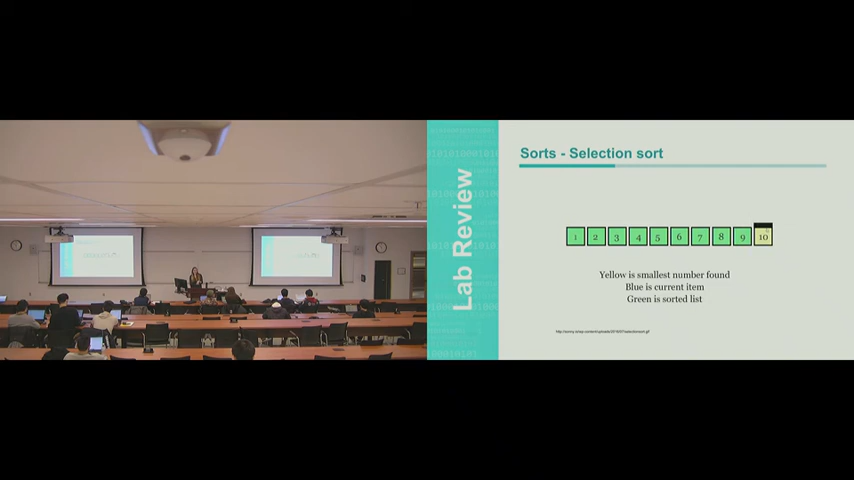 Lab Review
Sorts - Selection sort
1 2 3 4 5 6 7 8 9 10
Yellow is smallest number found
Blue is current item
Green is sorted list